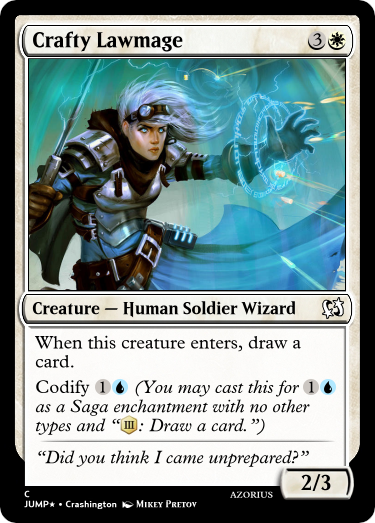 Crafty Lawmage 3
Creature — Human Soldier Wizard
When this creature enters, draw a
card.
Codify 1 (You may cast this for 1
as a Saga enchantment with no other
types and “III: Draw a card.”)
“Did you think I came unprepared?”
2/3
C
JUMP★ • Crashington Mikey Pretov
AZORIUS